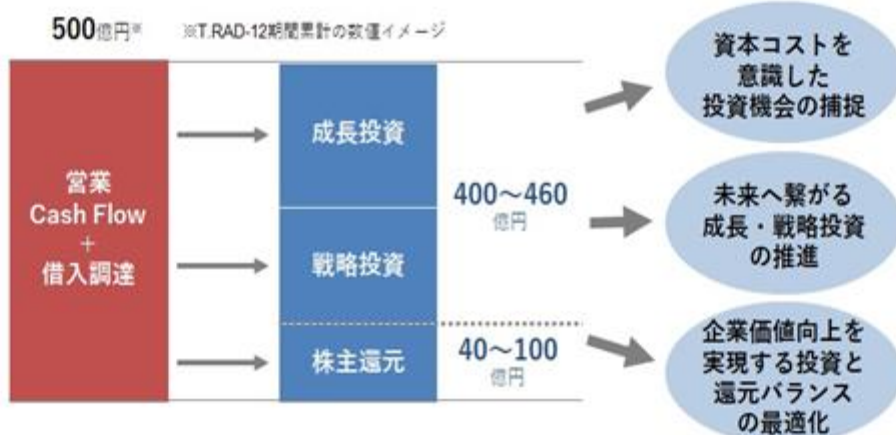 500億円※ ※T.RAD-12期間累計の数値イメージ
営業
Cash Flow
+
借入調達
成長投資
戦略投資
株主還元
400～460
億円
40～100
億円
資本コストを
意識した
投資機会の捕捉
未来へ繋がる
成長・戦略投資
の推進
企業価値向上を
実現する投資と
還元バランス
の最適化